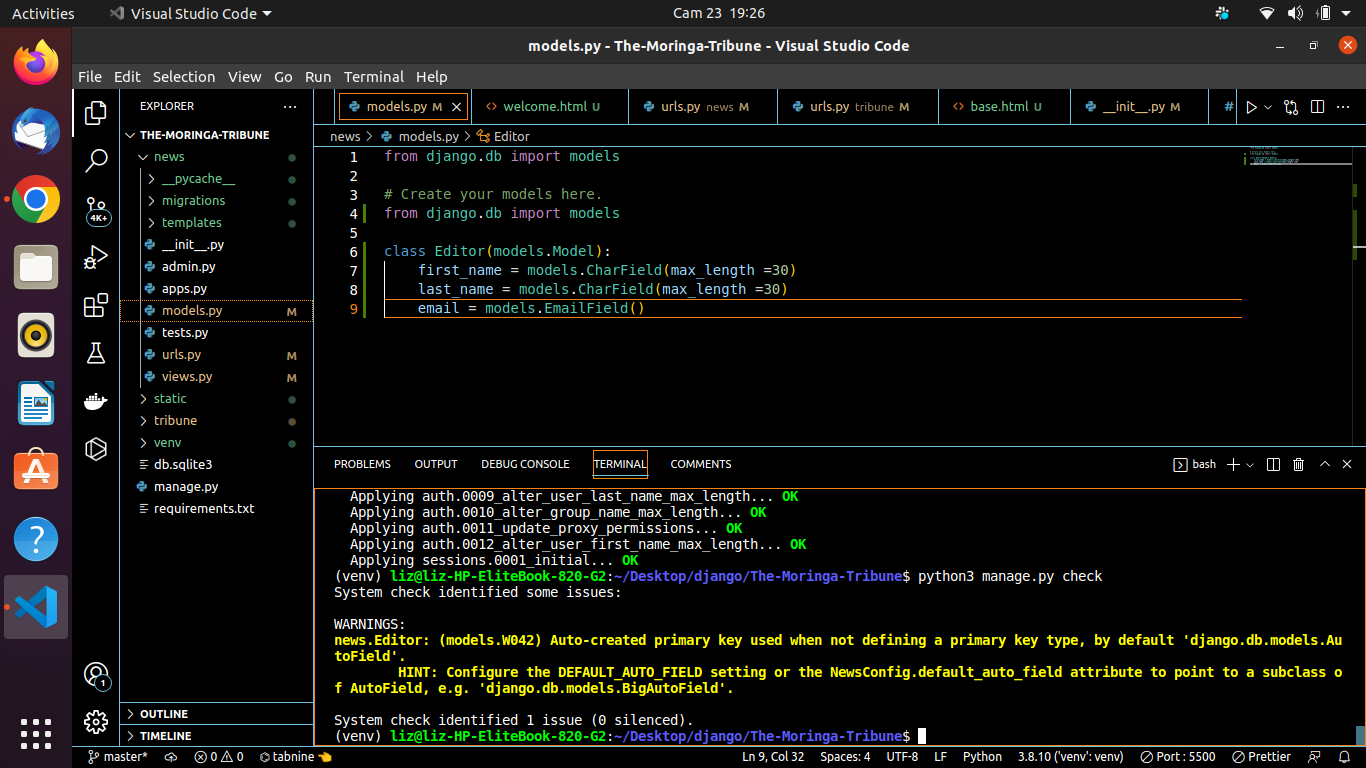 Activities
Visual Studio Code
Cam 23 19:26
models.py - The-Moringa-Tribune - Visual Studio Code
File Edit Selection View Go Run Terminal Help
EXPLORER
models.py M
welcome.html U
urls.py news M
urls.py tribune M
base.html U
__init__.py M
#
THE-MORINGA-TRIBUNE
news > models.py > Editor
news
__pycache__
migrations
templates
__init__.py
admin.py
apps.py
models.py M
tests.py
urls.py M
views.py M
static
tribune
venv
db.sqlite3
manage.py
requirements.txt
OUTLINE
TIMELINE
4K+
1
1 from django.db import models
2
3 # Create your models here.
4 from django.db import models
5
6 class Editor(models.Model):
7 first_name = models.CharField(max_length =30)
8 last_name = models.CharField(max_length =30)
9 email = models.EmailField()
PROBLEMS OUTPUT DEBUG CONSOLE TERMINAL COMMENTS
bash
Applying auth.0009_alter_user_last_name_max_length... OK
Applying auth.0010_alter_group_name_max_length... OK
Applying auth.0011_update_proxy_permissions... OK
Applying auth.0012_alter_user_first_name_max_length... OK
Applying sessions.0001_initial... OK
(venv) liz@liz-HP-EliteBook-820-G2:~/Desktop/django/The-Moringa-Tribune$ python3 manage.py check
System check identified some issues:
WARNINGS:
news.Editor: (models.W042) Auto-created primary key used when not defining a primary key type, by default 'django.db.models.Au
toField'.
HINT: Configure the DEFAULT_AUTO_FIELD setting or the NewsConfig.default_auto_field attribute to point to a subclass o
f AutoField, e.g. 'django.db.models.BigAutoField'.
System check identified 1 issue (0 silenced).
(venv) liz@liz-HP-EliteBook-820-G2:~/Desktop/django/The-Moringa-Tribune$
master* 0 0 tabnine Ln 9, Col 32 Spaces: 4 UTF-8 LF Python 3.8.10 ('venv': venv) Port : 5500 Prettier